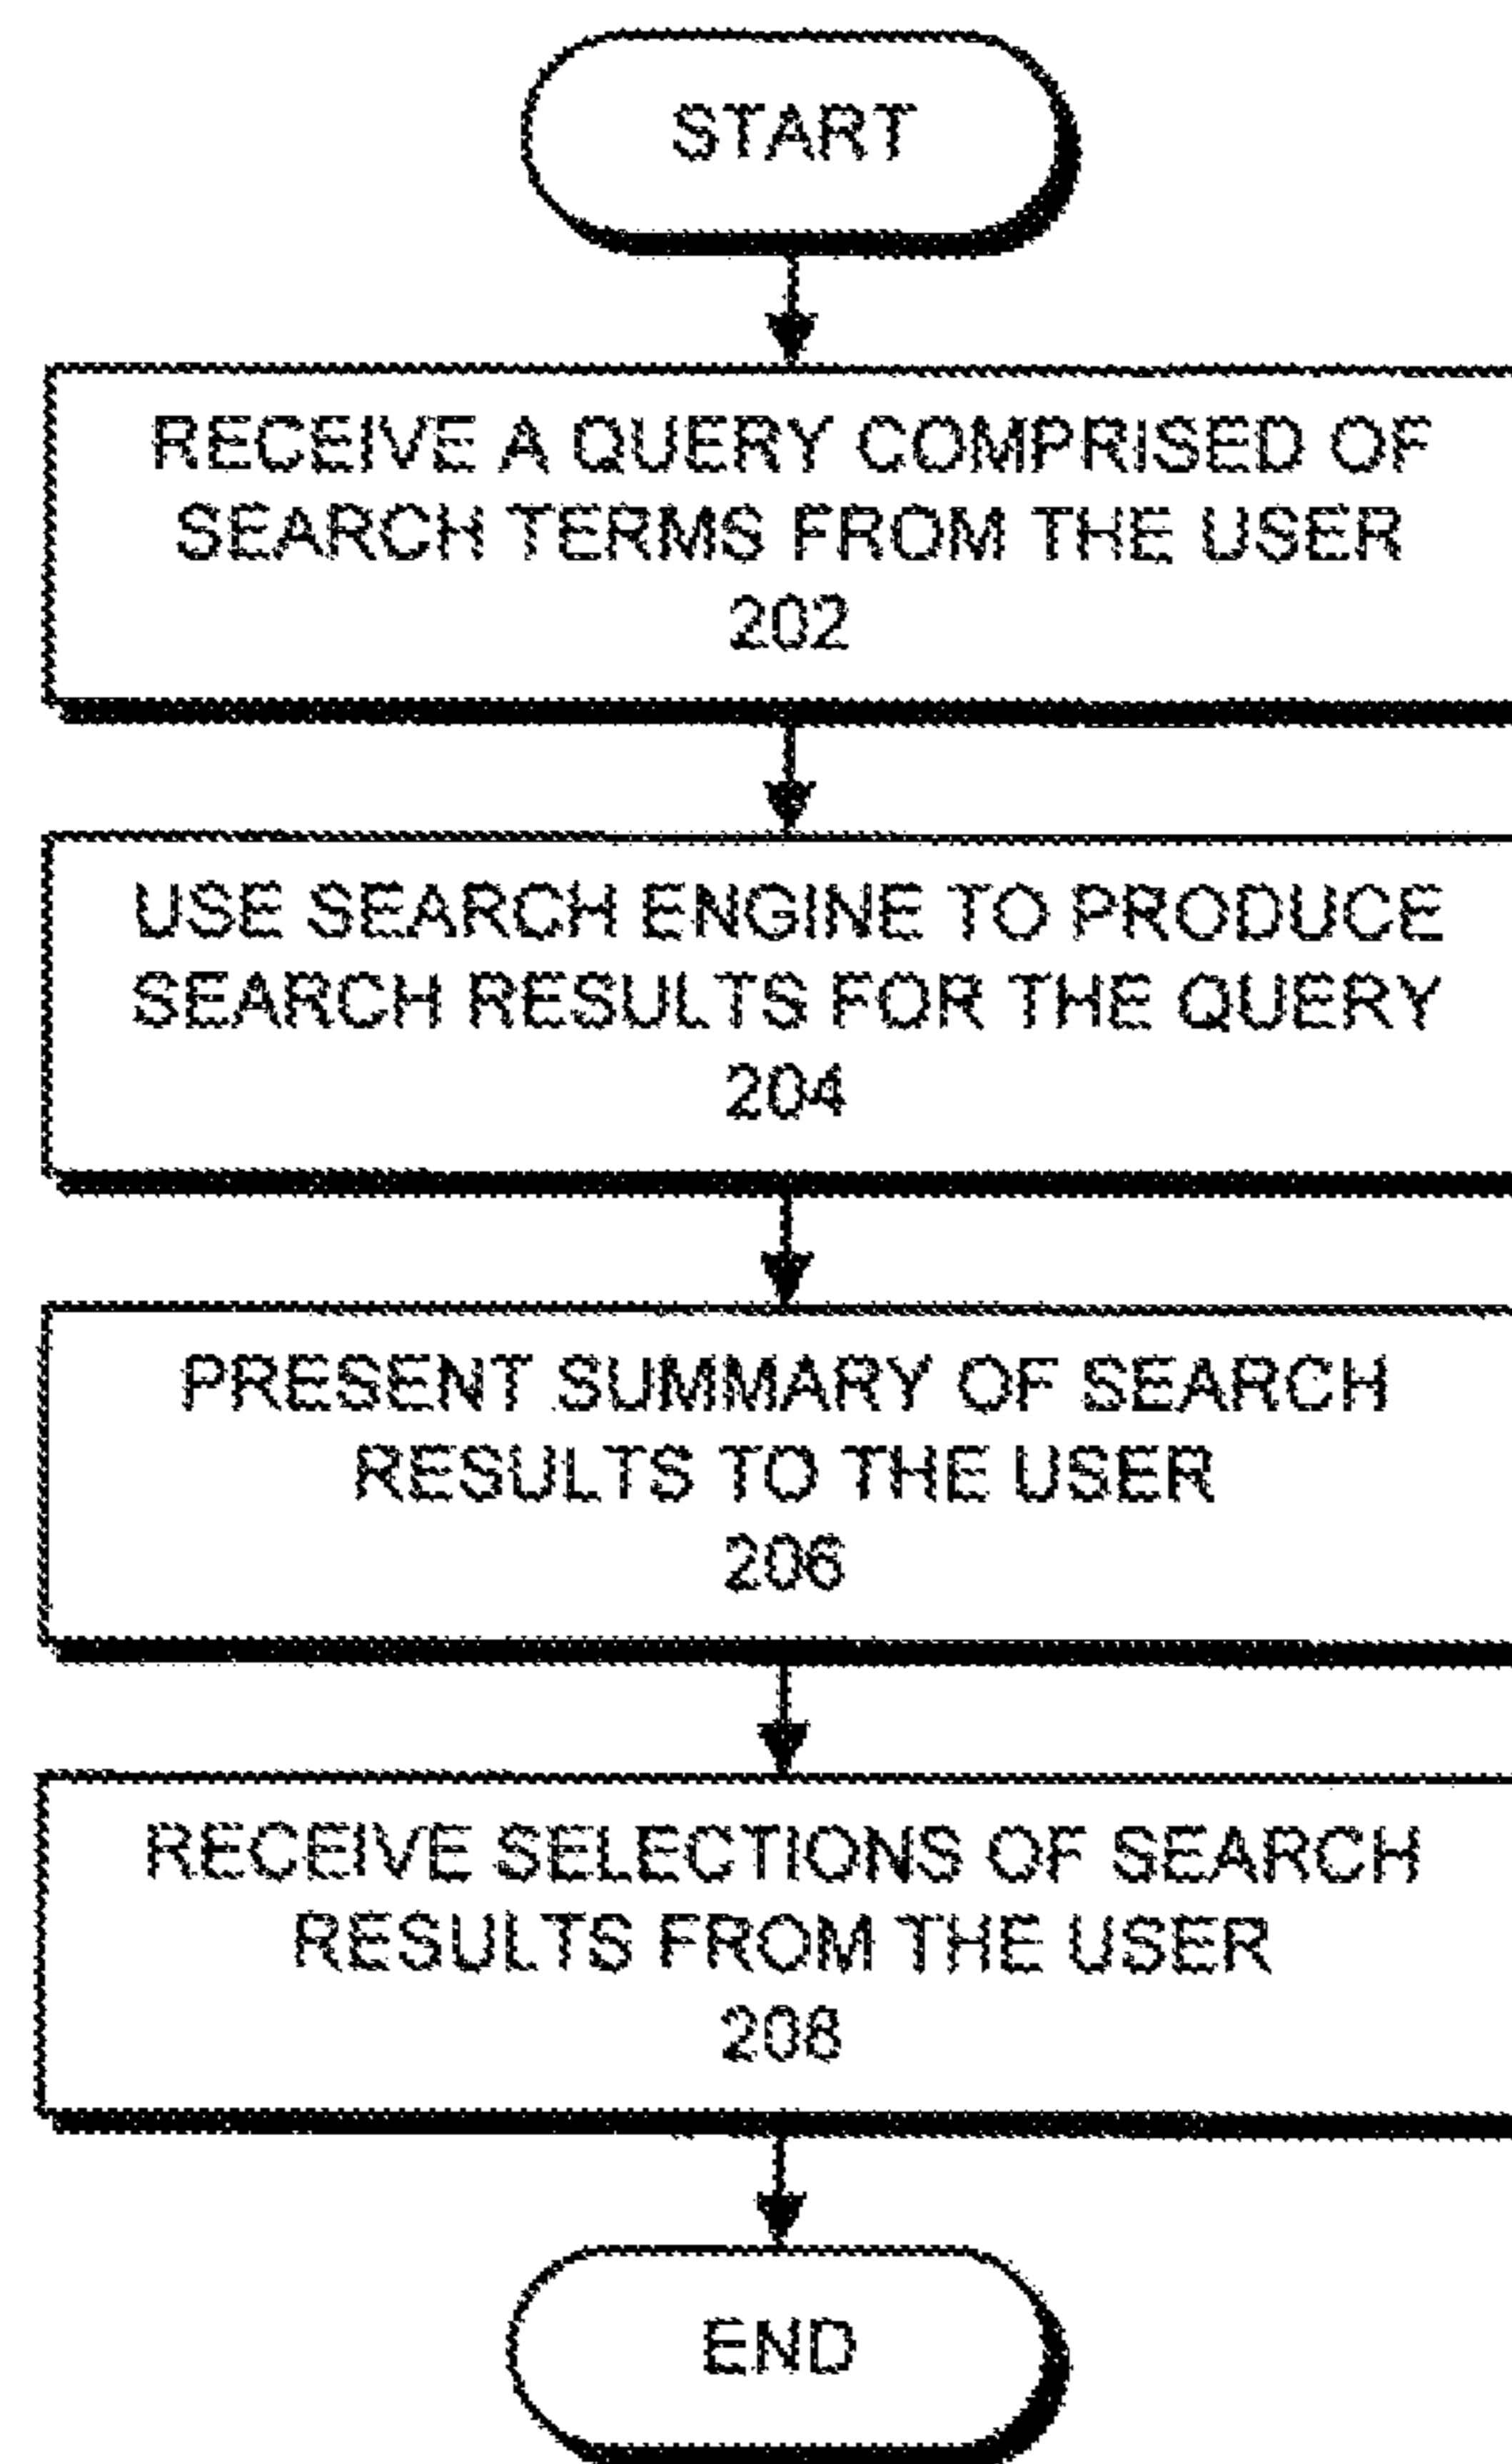 START
RECEIVE A QUERY COMPRISED OF
SEARCH TERMS FROM THE USER
202
USE SEARCH ENGINE TO PRODUCE
SEARCH RESULTS FOR THE QUERY
204
PRESENT SUMMARY OF SEARCH
RESULTS TO THE USER
206
RECEIVE SELECTIONS OF SEARCH
RESULTS FROM THE USER
208
END